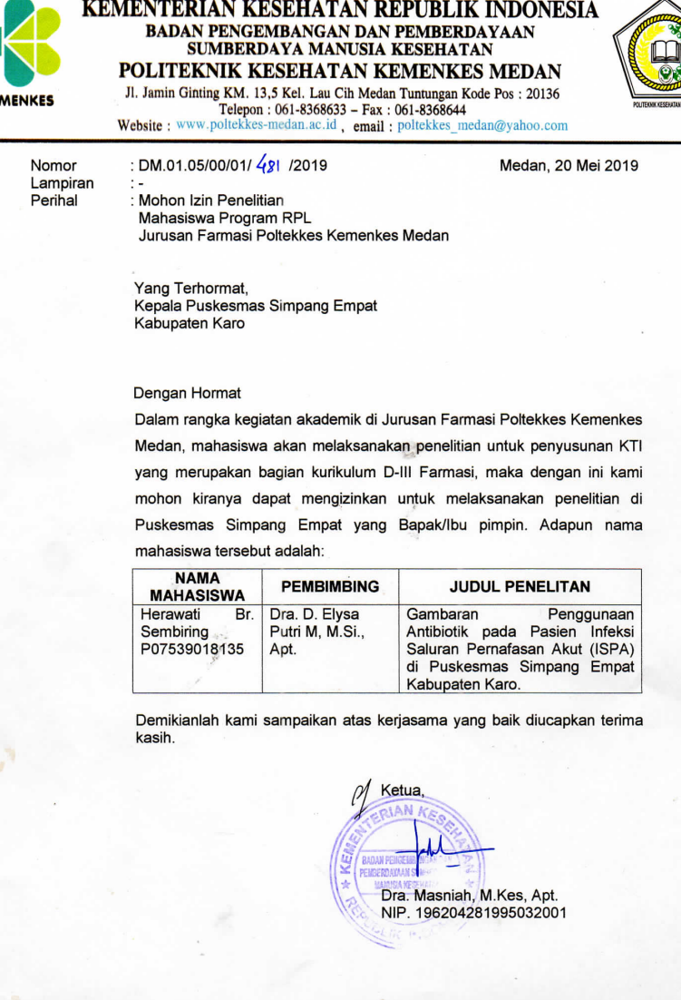 KEMENTERIAN KESEHATAN REPUBLIK INDONESIA
BADAN PENGEMBANGAN DAN PEMBERDAYAAN
SUMBERDAYA MANUSIA KESEHATAN
POLITEKNIK KESEHATAN KEMENKES MEDAN
Jl. Jamin Ginting KM. 13,5 Kel. Lau Cih Medan Tuntungan Kode Pos : 20136
Telepon : 061-8368633 – Fax : 061-8368644
Website : www.poltekkes-medan.ac.id , email : poltekkes_medan@yahoo.com
MENKES
POLITEKNIK KESEHATAN
Nomor : DM.01.05/00/01/ 481 /2019 Medan, 20 Mei 2019
Lampiran : -
Perihal : Mohon Izin Penelitian
Mahasiswa Program RPL
Jurusan Farmasi Poltekkes Kemenkes Medan
Yang Terhormat,
Kepala Puskesmas Simpang Empat
Kabupaten Karo
Dengan Hormat
Dalam rangka kegiatan akademik di Jurusan Farmasi Poltekkes Kemenkes
Medan, mahasiswa akan melaksanakan penelitian untuk penyusunan KTI
yang merupakan bagian kurikulum D-III Farmasi, maka dengan ini kami
mohon kiranya dapat mengizinkan untuk melaksanakan penelitian di
Puskesmas Simpang Empat yang Bapak/Ibu pimpin. Adapun nama
mahasiswa tersebut adalah:
NAMA
MAHASISWA
PEMBIMBING
JUDUL PENELITAN
Herawati Br.
Sembiring
P07539018135
Dra. D. Elysa
Putri M, M.Si.,
Apt.
Gambaran Penggunaan
Antibiotik pada Pasien Infeksi
Saluran Pernafasan Akut (ISPA)
di Puskesmas Simpang Empat
Kabupaten Karo.
Demikianlah kami sampaikan atas kerjasama yang baik diucapkan terima
kasih.
Ketua,
KEMENTERIAN KESEHATAN
BADAN
PEMBERDAYAAN
MANUSIA
REPUBLIK
Dra. Masniah, M.Kes, Apt.
NIP. 196204281995032001